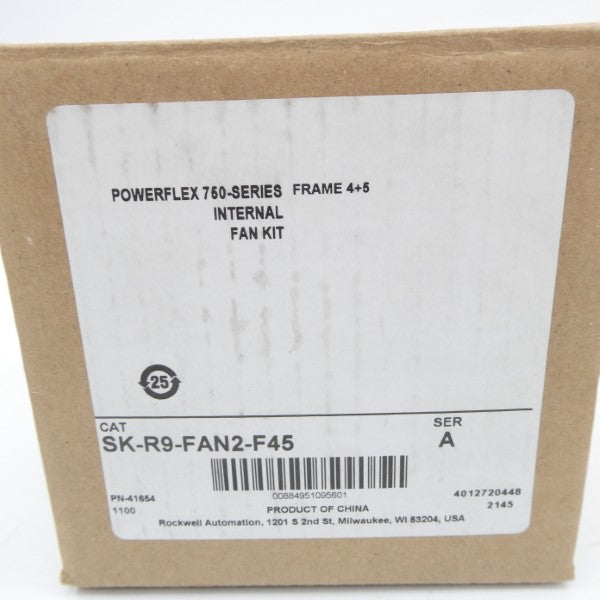 POWERFLEX 750-SERIES FRAME 4+5
INTERNAL
FAN KIT
25
CAT
SK-R9-FAN2-F45
SER
A
00884951095601
PN-41654
1100
4012720448
2145
PRODUCT OF CHINA
Rockwell Automation, 1201 S 2nd St, Milwaukee, WI 53204, USA